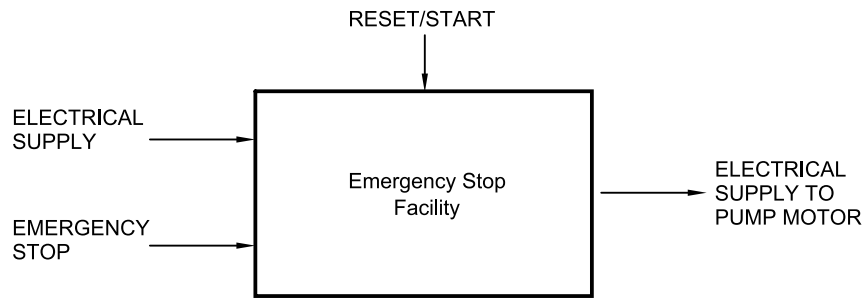 RESET/START
ELECTRICAL
SUPPLY
Emergency Stop
Facility
ELECTRICAL
SUPPLY TO
PUMP MOTOR
EMERGENCY
STOP